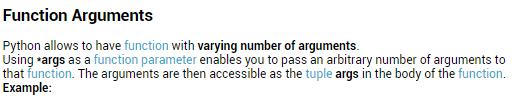 Function Arguments
Python allows to have function with varying number of arguments.
Using *args as a function parameter enables you to pass an arbitrary number of arguments to
that function. The arguments are then accessible as the tuple args in the body of the function.
Example: